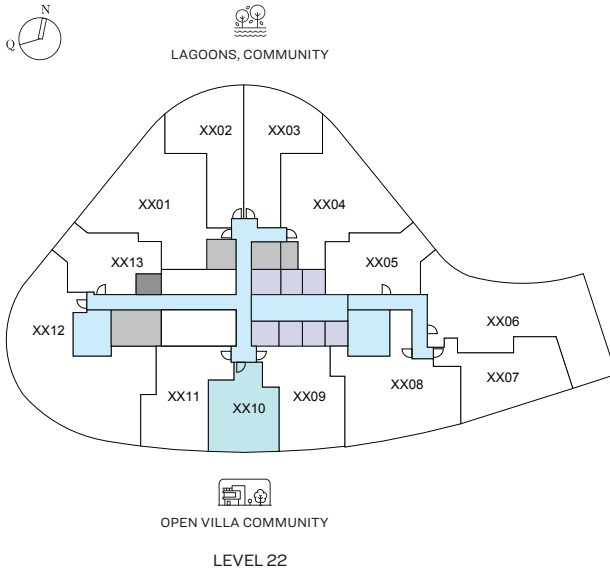 N
Q
LAGOONS, COMMUNITY
XX02
XX03
XX01
XX04
XX13
XX05
XX12
XX06
XX11
XX10
XX09
XX08
XX07
OPEN VILLA COMMUNITY
LEVEL 22